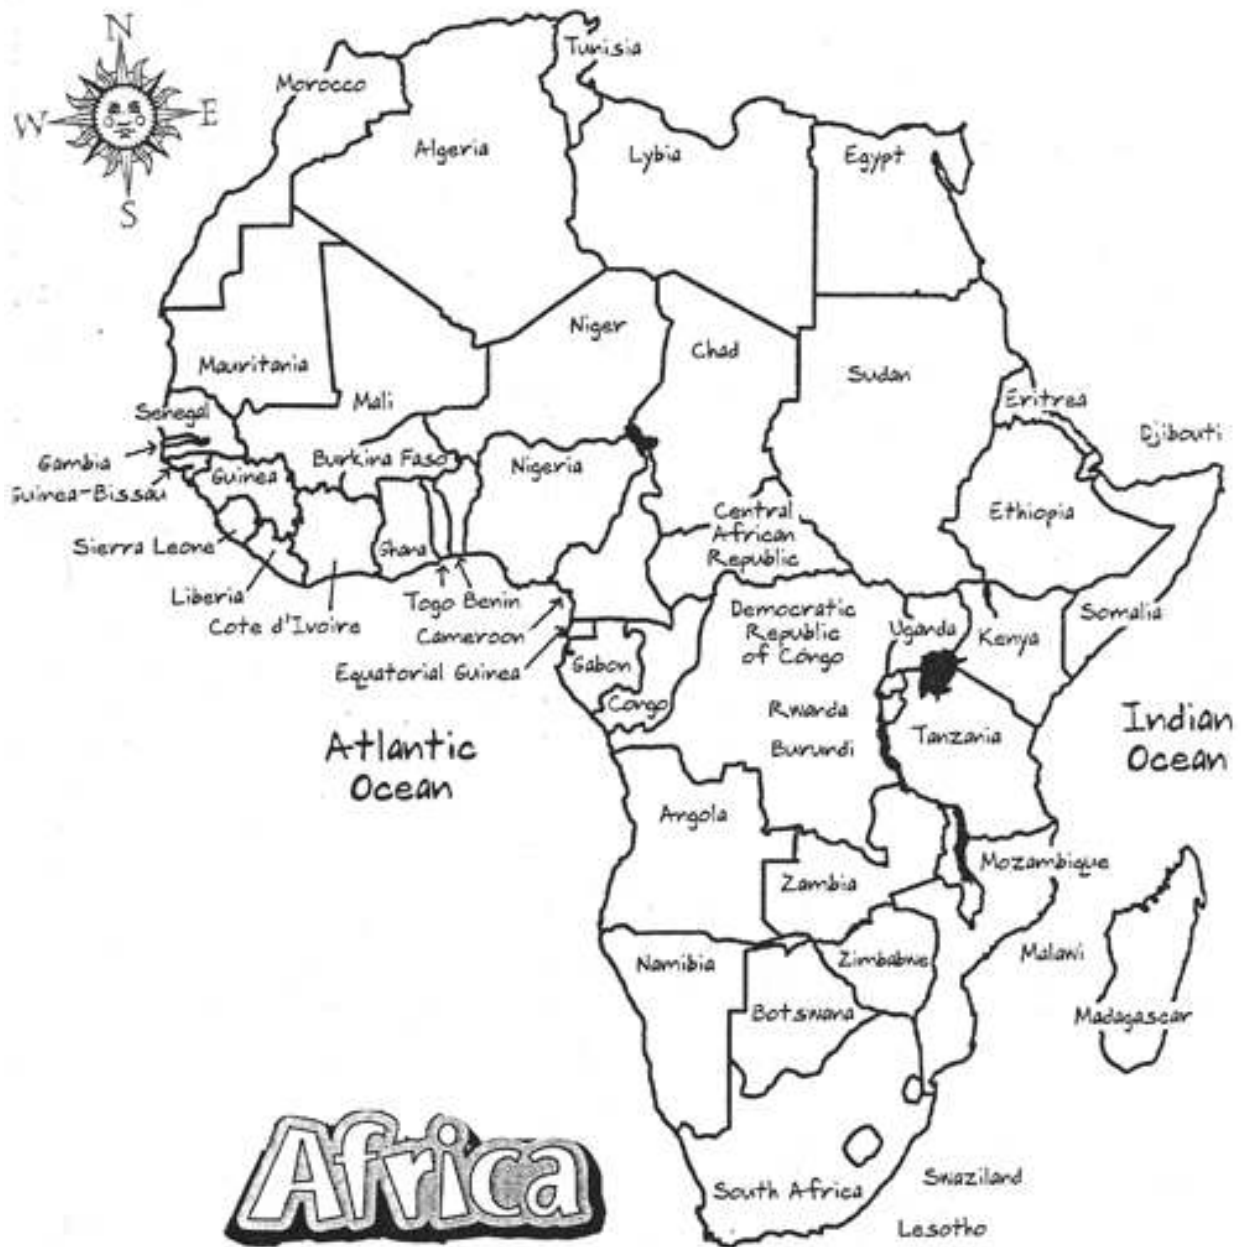 N
W
E
S
Tunisia
Morocco
Algeria
Lybia
Egypt
Niger
Chad
Mauritania
Mali
Sudan
Senegal
Eritrea
Djibouti
Gambia
Burkina Faso
Nigeria
Guinea
Guinea-Bissau
Ethiopia
Central
African
Republic
Sierra Leone
Ghana
Liberia
Togo Benin
Cote d'Ivoire
Cameroon
Democratic
Republic
of Congo
Uganda
Kenya
Somalia
Equatorial Guinea
Gabon
Congo
Rwanda
Burundi
Tanzania
Atlantic
Ocean
Indian
Ocean
Angola
Mozambique
Zambia
Malawi
Namibia
Zimbabwe
Botswana
Madagascar
Africa
South Africa
Swaziland
Lesotho